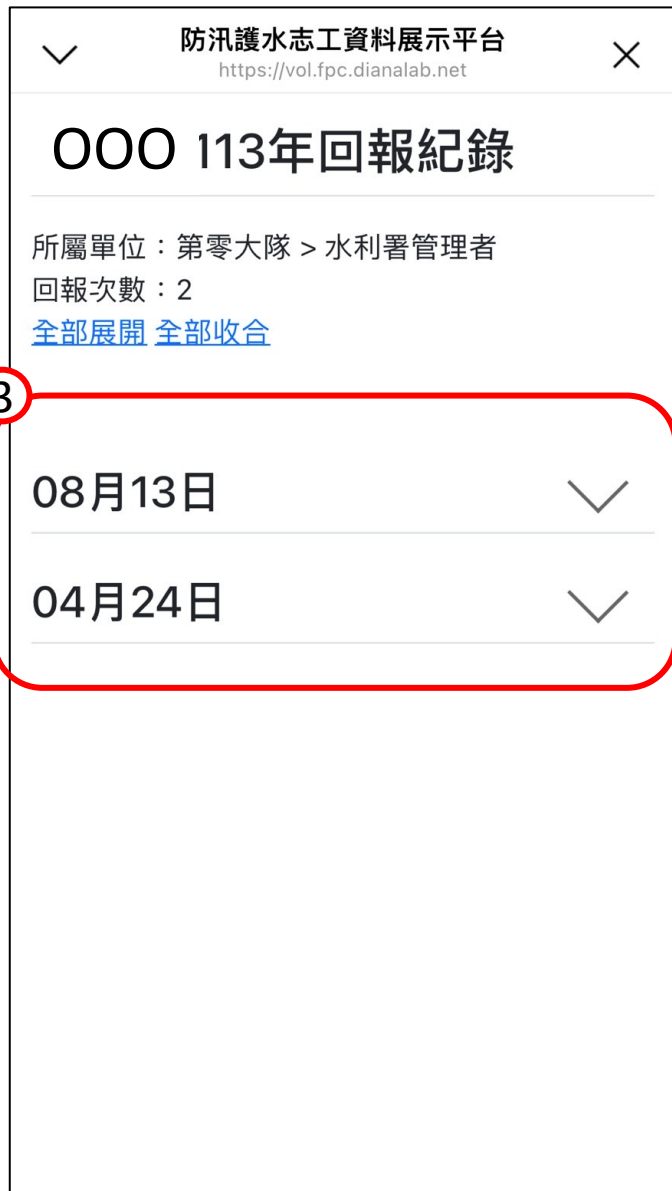 防汛護水志工資料展示平台
https://vol.fpc.dianalab.net
OOO 113年回報紀錄
所屬單位：第零大隊 > 水利署管理者
回報次數：2
全部展開 全部收合
3
08月13日
04月24日